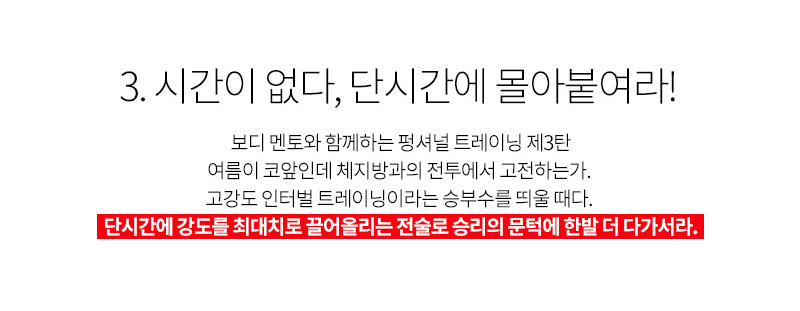 3. 시간이 없다, 단시간에 몰아붙여라!
보디 멘토와 함께하는 펑셔널 트레이닝 제3탄
여름이 코앞인데 체지방과의 전투에서 고전하는가.
고강도 인터벌 트레이닝이라는 승부수를 띄울 때다.
단시간에 강도를 최대치로 끌어올리는 전술로 승리의 문턱에 한발 더 다가서라.